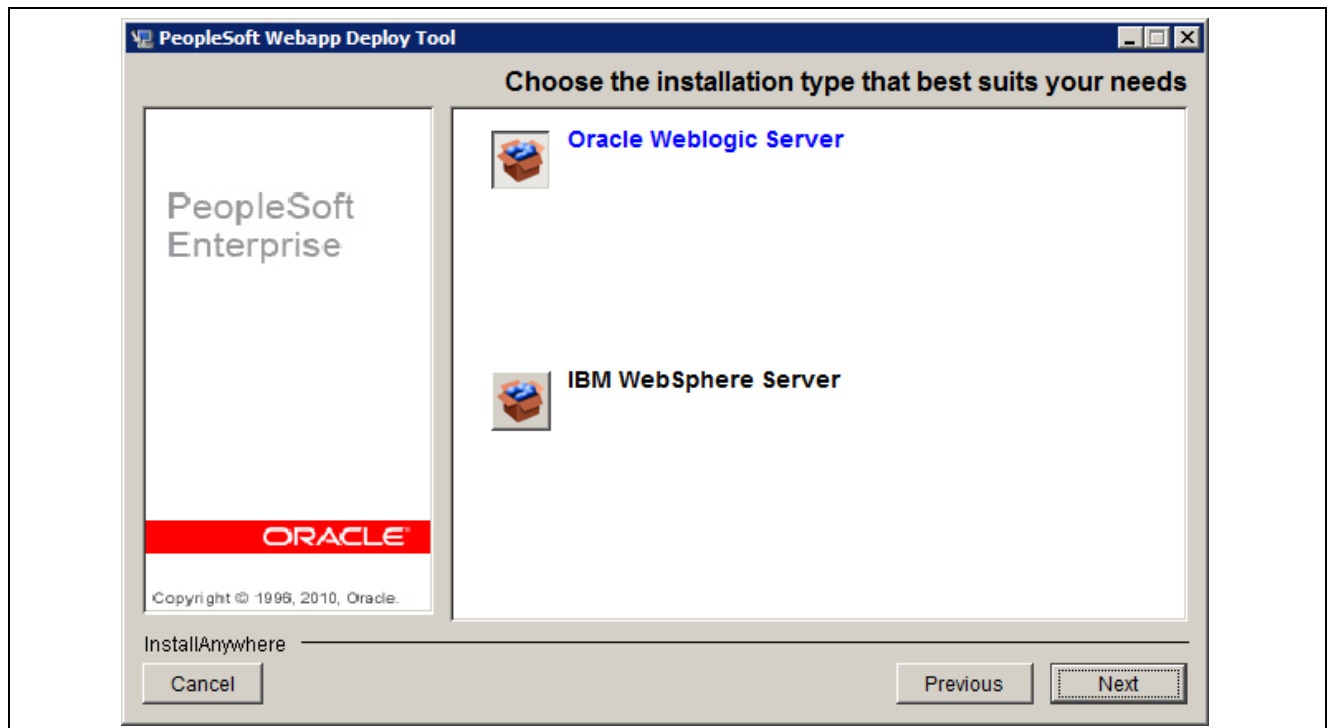 PeopleSoft Webapp Deploy Tool
Choose the installation type that best suits your needs
Oracle Weblogic Server
PeopleSoft
Enterprise
IBM WebSphere Server
ORACLE
Copyright © 1996, 2010, Oracle.
InstallAnywhere
Cancel
Previous
Next